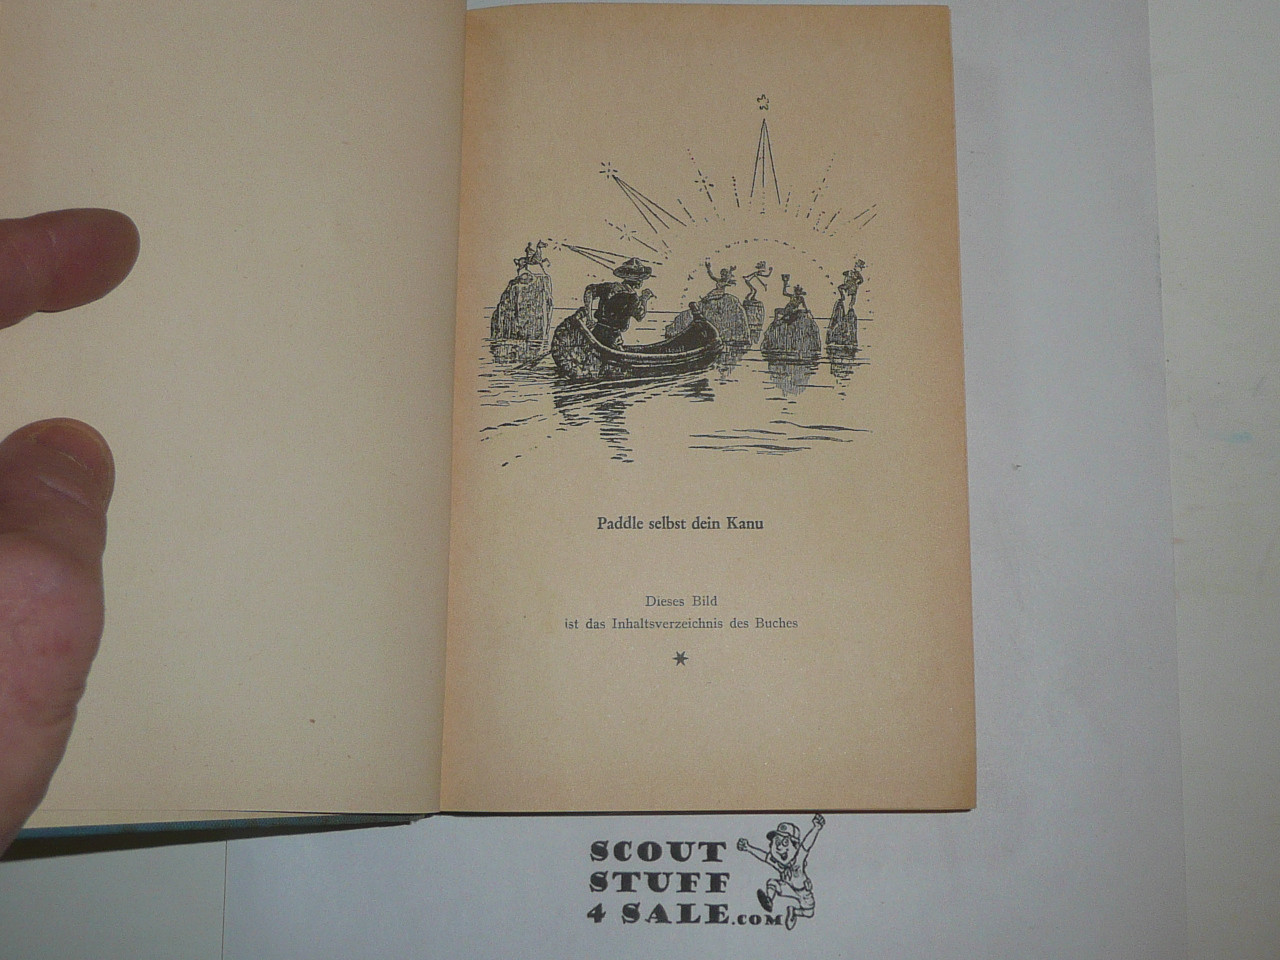 Paddle selbst dein Kanu
Dieses Bild
ist das Inhaltsverzeichnis des Buches
SCOUT
STUFF
4 SALE.COM